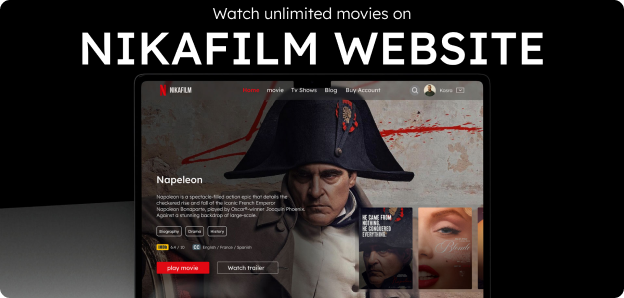 Watch unlimited movies on
NIKAFILM WEBSITE
NIKAFILM
Home movie Tv Shows Blog Buy Account
Napeleon
Napoleon is a spectacle-filled action epic that details the
checkered rise and fall of the iconic French Emperor
Napoleon Bonaparte, played by Oscar®-winner Joaquin Phoenix.
Against a stunning backdrop of large-scale.
Biography Drama History
IMDb 6.4 / 10 CC English / France / Spanish
play movie Watch trailer
HE CAME FROM
NOTHING.
HE CONQUERED
EVERYTHING!
Blonde